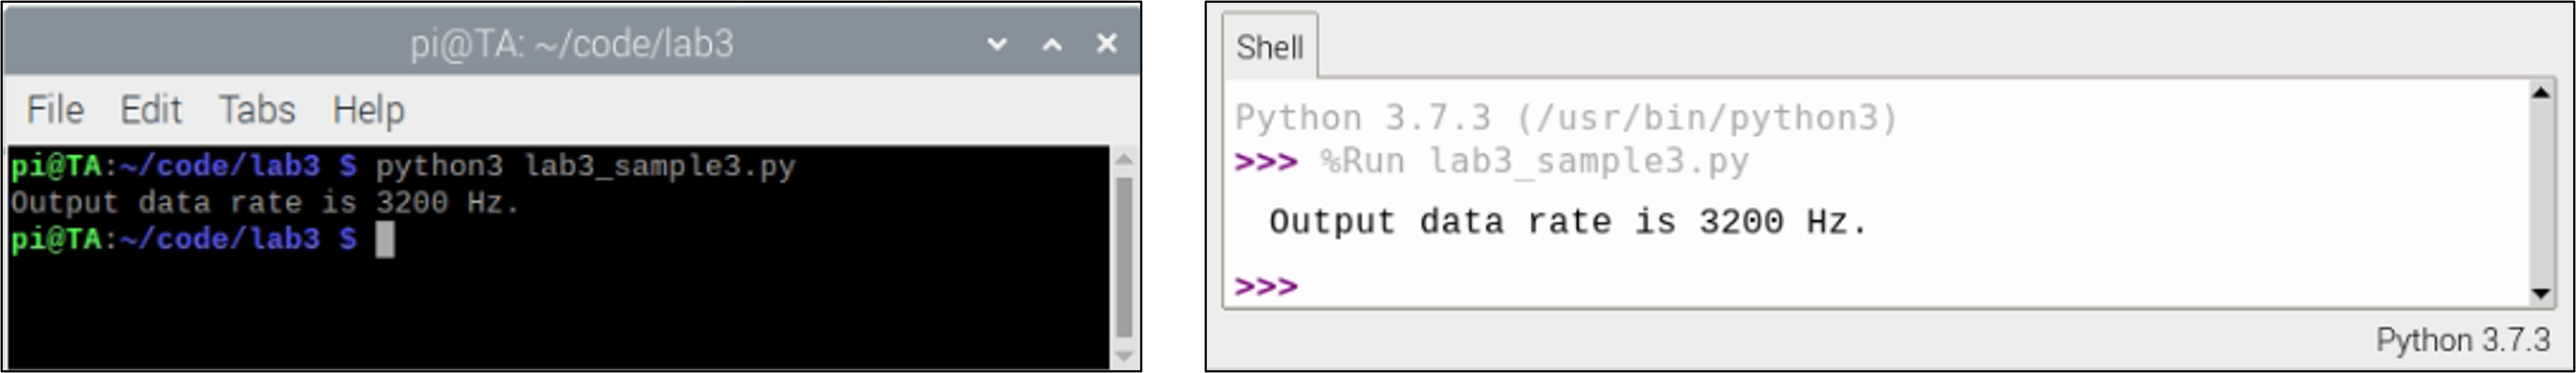 pi@TA: ~/code/lab3
File Edit Tabs Help
pi@TA:~/code/lab3 $ python3 lab3_sample3.py
Output data rate is 3200 Hz.
pi@TA:~/code/lab3 $
Shell
Python 3.7.3 (/usr/bin/python3)
>>> %Run lab3_sample3.py
Output data rate is 3200 Hz.
>>>
Python 3.7.3